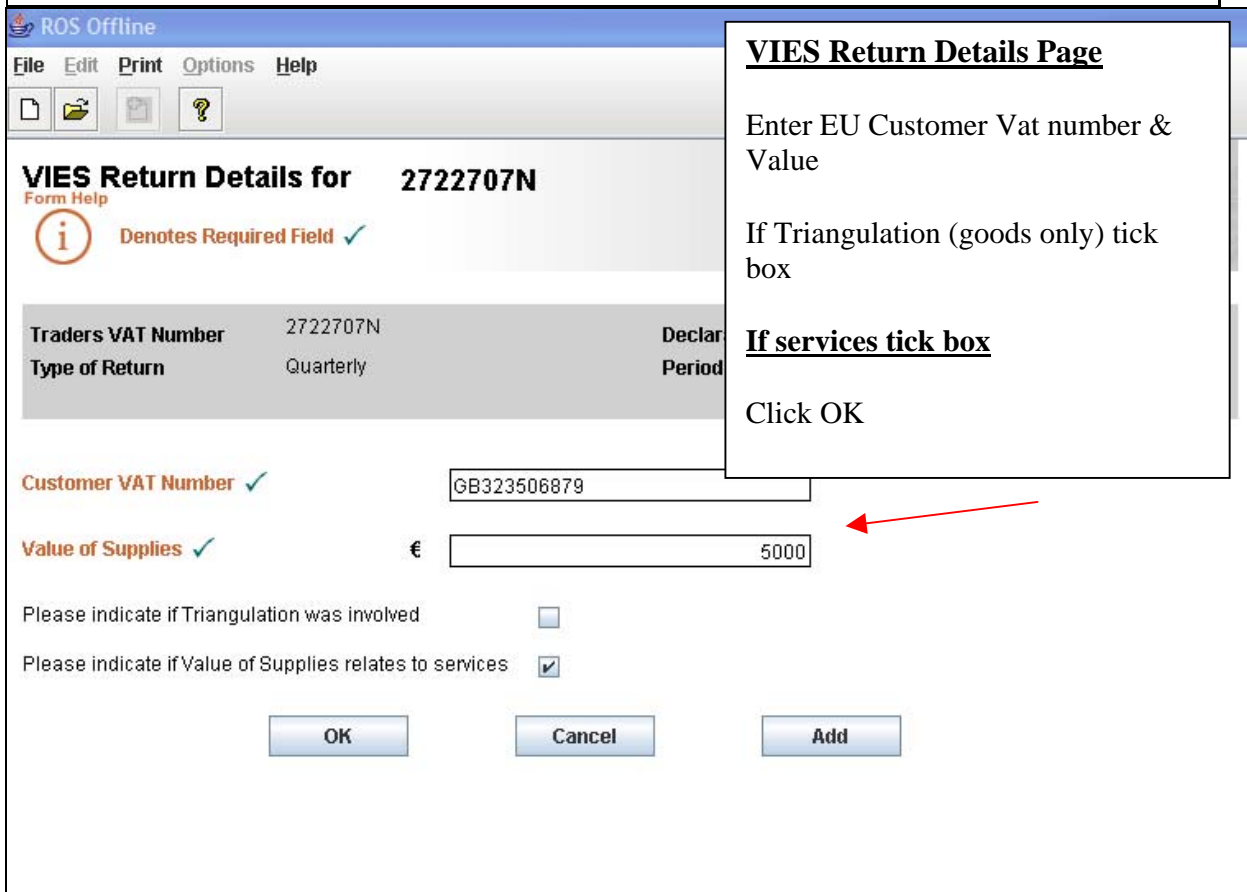 ROS Offline
File Edit Print Options Help
VIES Return Details for 2722707N
Form Help
i Denotes Required Field ✓
Traders VAT Number 2722707N Declar
Type of Return Quarterly Period
VIES Return Details Page
Enter EU Customer Vat number &
Value
If Triangulation (goods only) tick
box
If services tick box
Click OK
Customer VAT Number ✓ GB323506879
Value of Supplies ✓ € 5000
Please indicate if Triangulation was involved
Please indicate if Value of Supplies relates to services
OK Cancel Add